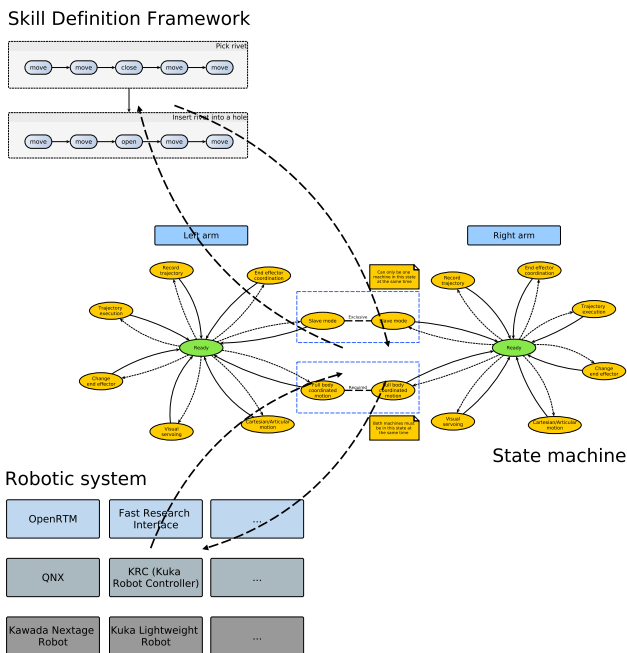 Skill Definition Framework
Pick rivet
move
move
close
move
move
Insert rivet into a hole
move
move
open
move
move
Left arm
Right arm
Record
trajectory
End effector
coordination
Can only be one
machine in this state
at the same time
Record
trajectory
End effector
coordination
Trajectory
execution
Slave mode
Exclusive
Slave mode
Trajectory
execution
Ready
Ready
Change
end effector
Full body
coordinated
motion
Required
Full body
coordinated
motion
Change
end effector
Visual
servoing
Cartesian/Articular
motion
Both machines must
be in this state at
the same time
Visual
servoing
Cartesian/Articular
motion
State machine
Robotic system
OpenRTM
Fast Research
Interface
...
QNX
KRC (Kuka
Robot Controller)
...
Kawada Nextage
Robot
Kuka Lightweight
Robot
...